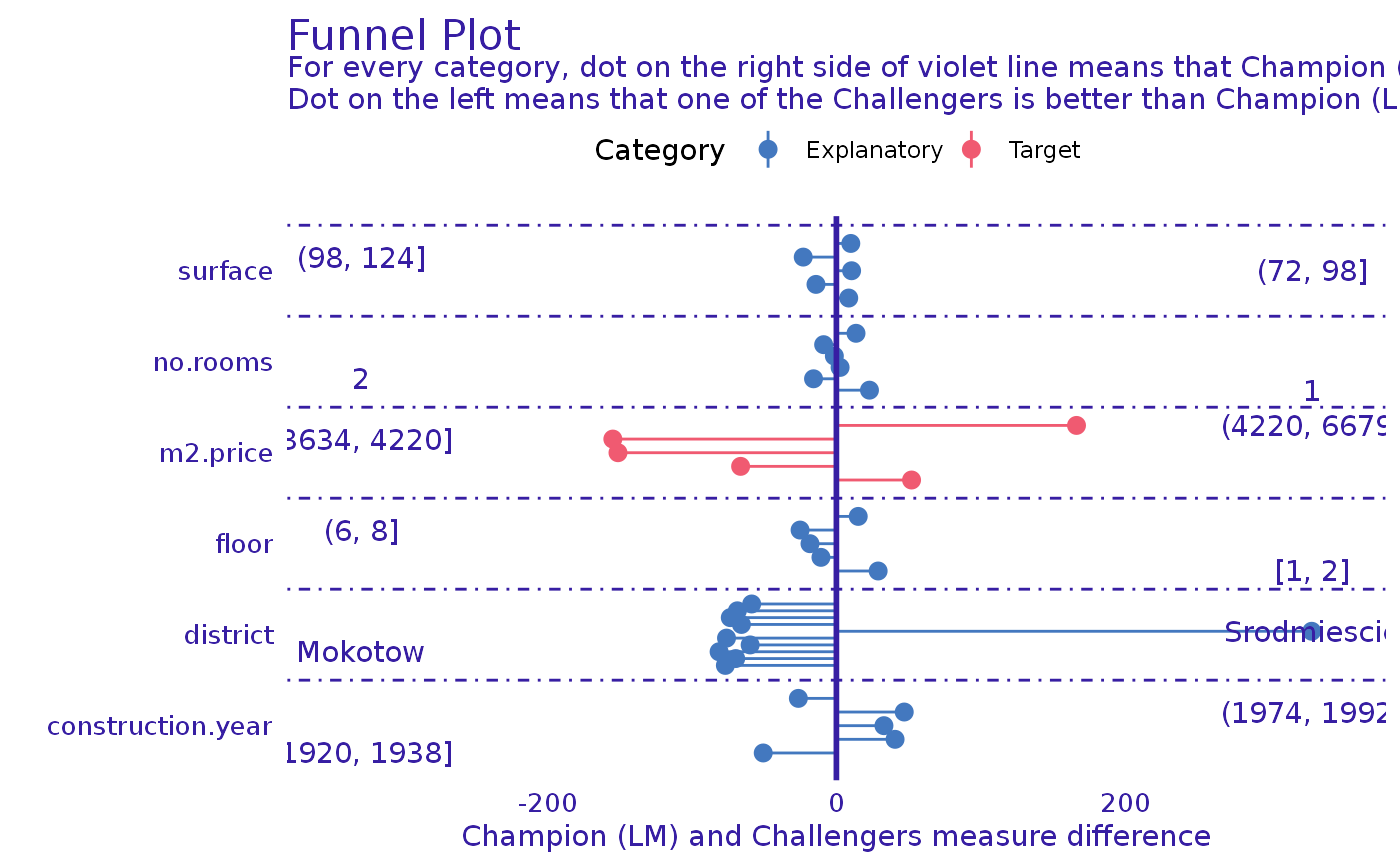 Funnel Plot
For every category, dot on the right side of violet line means that Champion (
Dot on the left means that one of the Challengers is better than Champion (L
Category Explanatory Target
(98, 124]
surface (72, 98]
no.rooms
2 1
(4220, 6679
3634, 4220]
m2.price
(6, 8]
floor
[1, 2]
district Srodmiescie
Mokotow
(1974, 1992
construction.year
1920, 1938]
-200 0 200
Champion (LM) and Challengers measure difference